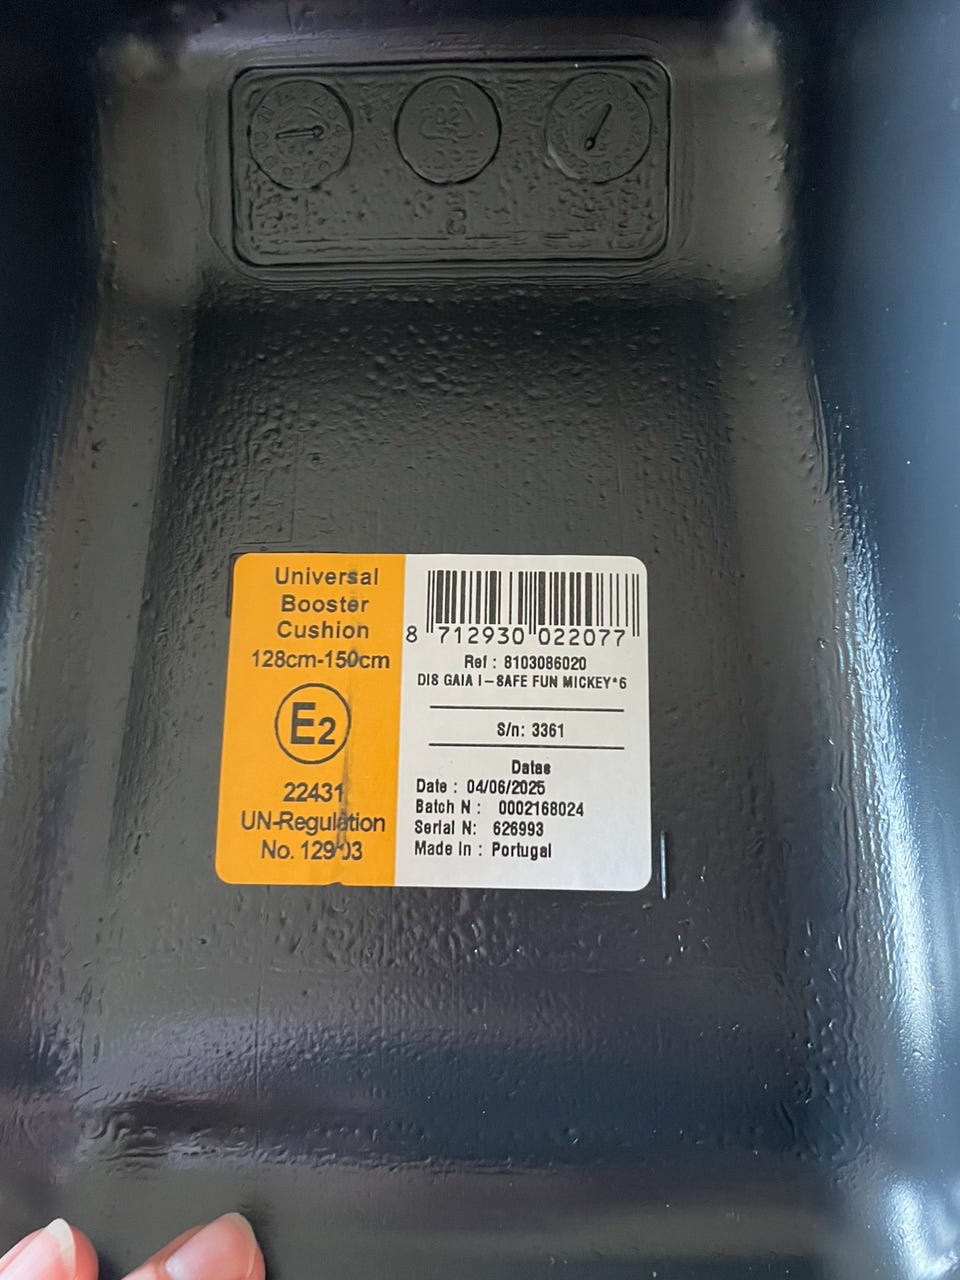 02
Universal
Booster
Cushion
128cm-150cm
E2
22431
UN-Regulation
No. 129*03
8 712930 022077
Ref : 8103086020
DIS GAIA I-SAFE FUN MICKEY*6
S/n: 3361
Datas
Date : 04/06/2025
Batch N : 0002168024
Serial N: 626993
Made In : Portugal